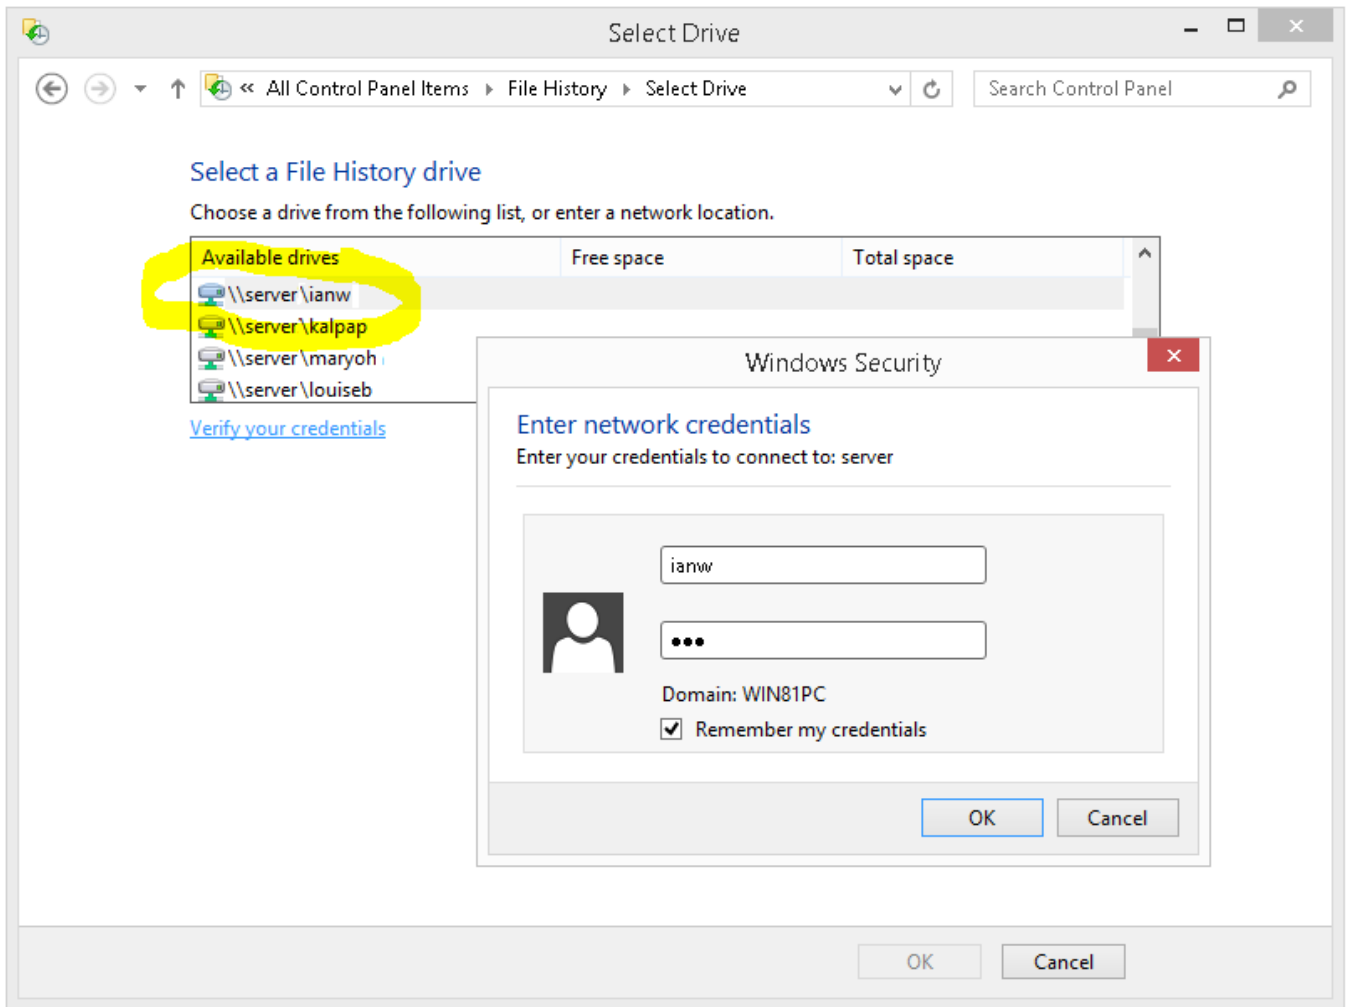 Select Drive
« All Control Panel Items File History Select Drive
Search Control Panel
Select a File History drive
Choose a drive from the following list, or enter a network location.
Available drives Free space Total space
\\server\ianw
\\server\kalpap
\\server\maryoh
\\server\louiseb
Verify your credentials
Windows Security
Enter network credentials
Enter your credentials to connect to: server
ianw
●●●
Domain: WIN81PC
Remember my credentials
OK Cancel
OK Cancel